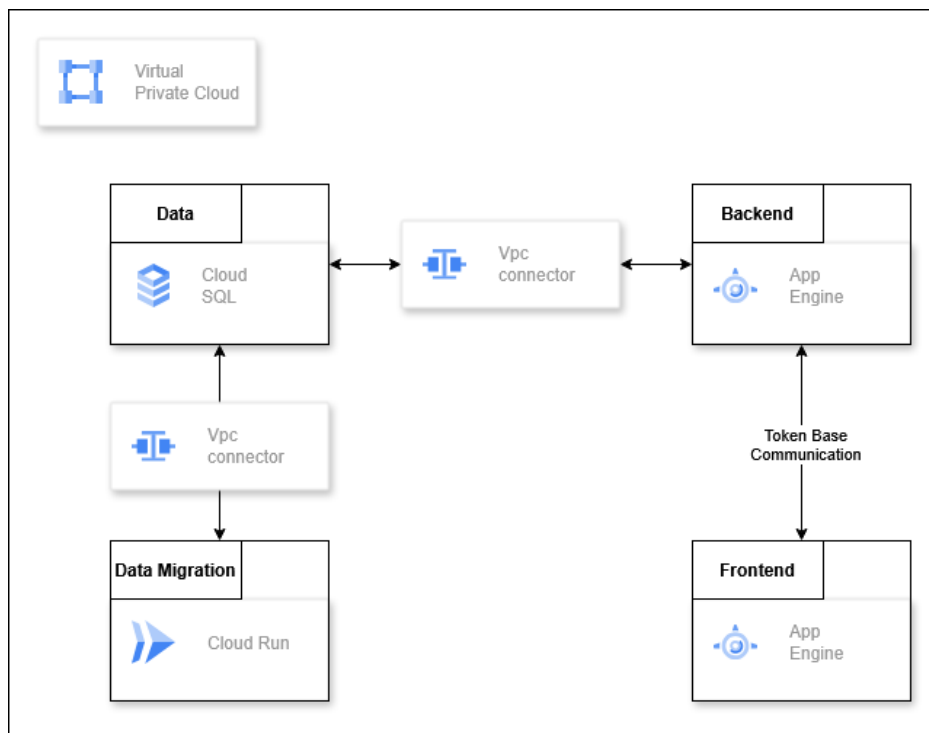 Virtual
Private Cloud
Data
Cloud
SQL
Vpc
connector
Backend
App
Engine
Vpc
connector
Token Base
Communication
Data Migration
Cloud Run
Frontend
App
Engine